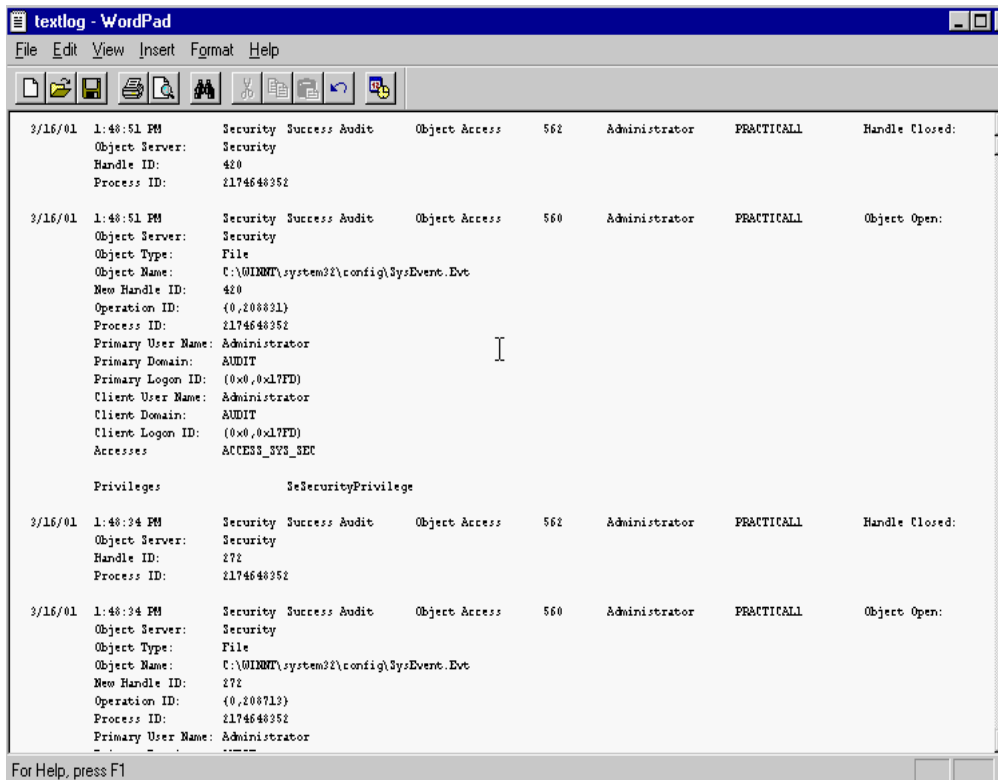 textlog - WordPad
File Edit View Insert Format Help
3/16/01 1:48:51 PM Security Success Audit Object Access 562 Administrator PRACTICAL1 Handle Closed:
Object Server: Security
Handle ID: 420
Process ID: 2174648352
3/16/01 1:48:51 PM Security Success Audit Object Access 560 Administrator PRACTICAL1 Object Open:
Object Server: Security
Object Type: File
Object Name: C:\WINNT\system32\config\SysEvent.Evt
New Handle ID: 420
Operation ID: {0,208831}
Process ID: 2174648352
Primary User Name: Administrator
Primary Domain: AUDIT
Primary Logon ID: (0x0,0x17FD)
Client User Name: Administrator
Client Domain: AUDIT
Client Logon ID: (0x0,0x17FD)
Accesses ACCESS_SYS_SEC
Privileges SeSecurityPrivilege
3/16/01 1:48:34 PM Security Success Audit Object Access 562 Administrator PRACTICAL1 Handle Closed:
Object Server: Security
Handle ID: 272
Process ID: 2174648352
3/16/01 1:48:34 PM Security Success Audit Object Access 560 Administrator PRACTICAL1 Object Open:
Object Server: Security
Object Type: File
Object Name: C:\WINNT\system32\config\SysEvent.Evt
New Handle ID: 272
Operation ID: {0,208713}
Process ID: 2174648352
Primary User Name: Administrator
For Help, press F1